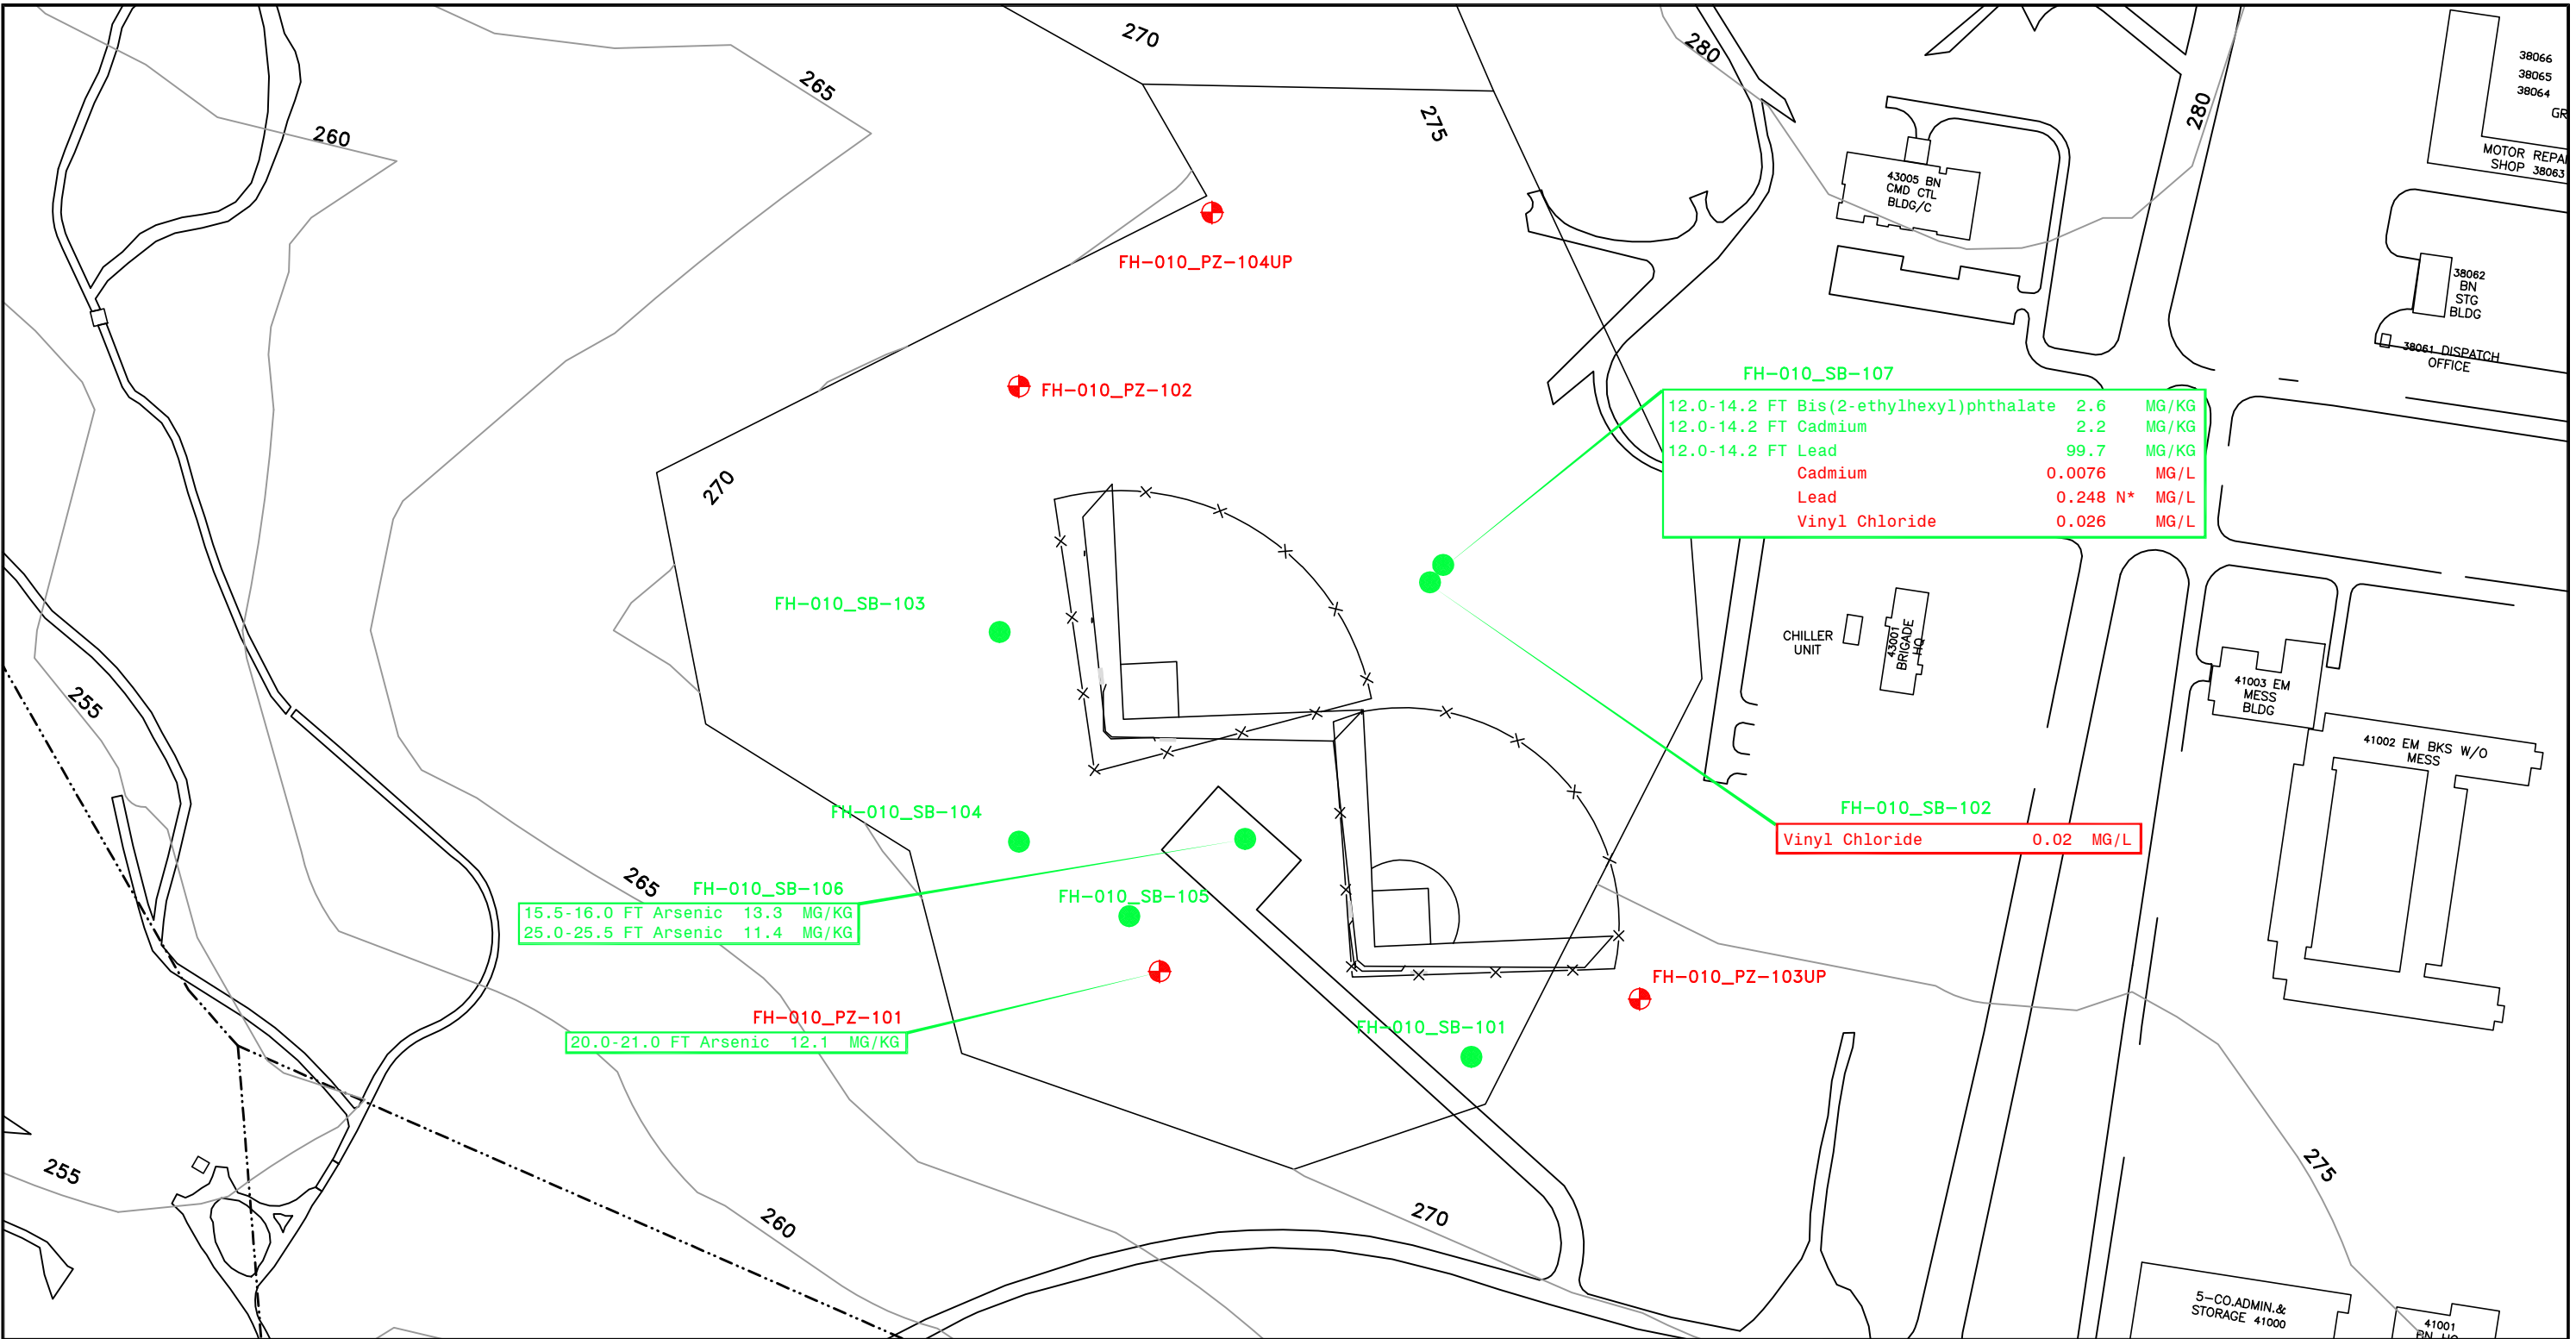 270
280
265
260
275
280
38066
38065
38064
GR
MOTOR REPA
SHOP 38063
43005 BN
CMD CTL
BLDG/C
FH-010_PZ-104UP
38062
BN
STG
BLDG
38061 DISPATCH
OFFICE
FH-010_PZ-102
FH-010_SB-107
12.0-14.2 FT Bis(2-ethylhexyl)phthalate 2.6 MG/KG
12.0-14.2 FT Cadmium 2.2 MG/KG
12.0-14.2 FT Lead 99.7 MG/KG
Cadmium 0.0076 MG/L
Lead 0.248 N* MG/L
Vinyl Chloride 0.026 MG/L
270
FH-010_SB-103
CHILLER
UNIT
43001
BRIGADE
HQ
41003 EM
MESS
BLDG
255
41002 EM BKS W/O
MESS
FH-010_SB-104
FH-010_SB-102
Vinyl Chloride 0.02 MG/L
265
FH-010_SB-106
15.5-16.0 FT Arsenic 13.3 MG/KG
25.0-25.5 FT Arsenic 11.4 MG/KG
FH-010_SB-105
FH-010_PZ-103UP
FH-010_PZ-101
20.0-21.0 FT Arsenic 12.1 MG/KG
FH-010_SB-101
255
260
270
275
5-CO.ADMIN.&
STORAGE 41000
41001
BN HQ